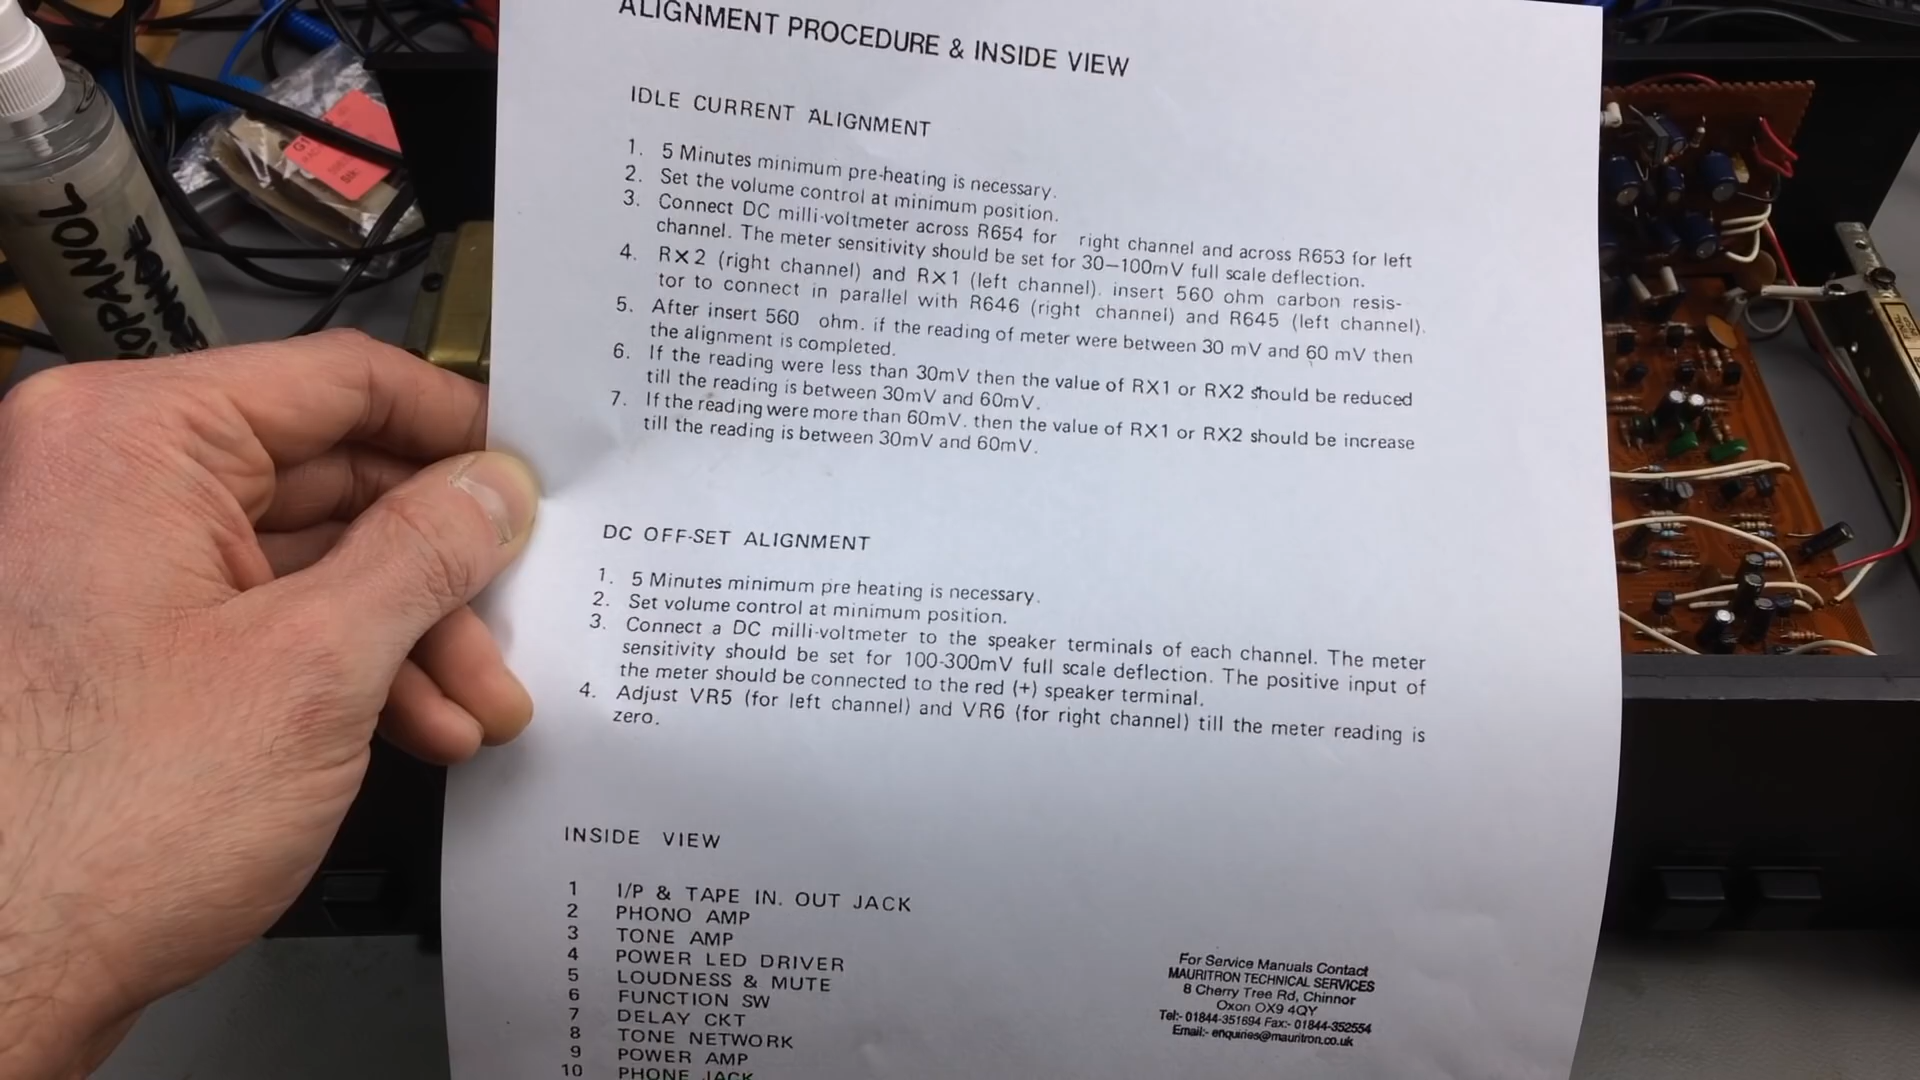 ALIGNMENT PROCEDURE & INSIDE VIEW
IDLE CURRENT ALIGNMENT
1. 5 Minutes minimum pre-heating is necessary.
2. Set the volume control at minimum position.
3. Connect DC milli-voltmeter across R654 for right channel and across R653 for left
channel. The meter sensitivity should be set for 30–100mV full scale deflection.
4. RX2 (right channel) and RX1 (left channel). insert 560 ohm carbon resis-
tor to connect in parallel with R646 (right channel) and R645 (left channel).
5. After insert 560 ohm. if the reading of meter were between 30 mV and 60 mV then
the alignment is completed.
6. If the reading were less than 30mV then the value of RX1 or RX2 should be reduced
till the reading is between 30mV and 60mV.
7. If the reading were more than 60mV. then the value of RX1 or RX2 should be increase
till the reading is between 30mV and 60mV.
DC OFF-SET ALIGNMENT
1. 5 Minutes minimum pre heating is necessary.
2. Set volume control at minimum position.
3. Connect a DC milli-voltmeter to the speaker terminals of each channel. The meter
sensitivity should be set for 100-300mV full scale deflection. The positive input of
the meter should be connected to the red (+) speaker terminal.
4. Adjust VR5 (for left channel) and VR6 (for right channel) till the meter reading is
zero.
INSIDE VIEW
1 I/P & TAPE IN. OUT JACK
2 PHONO AMP
3 TONE AMP
4 POWER LED DRIVER
5 LOUDNESS & MUTE
6 FUNCTION SW
7 DELAY CKT
8 TONE NETWORK
9 POWER AMP
10 PHONE JACK
For Service Manuals Contact
MAURITRON TECHNICAL SERVICES
8 Cherry Tree Rd, Chinnor
Oxon OX9 4QY
Tel:- 01844-351694 Fax:- 01844-352554
Email:- enquiries@mauritron.co.uk